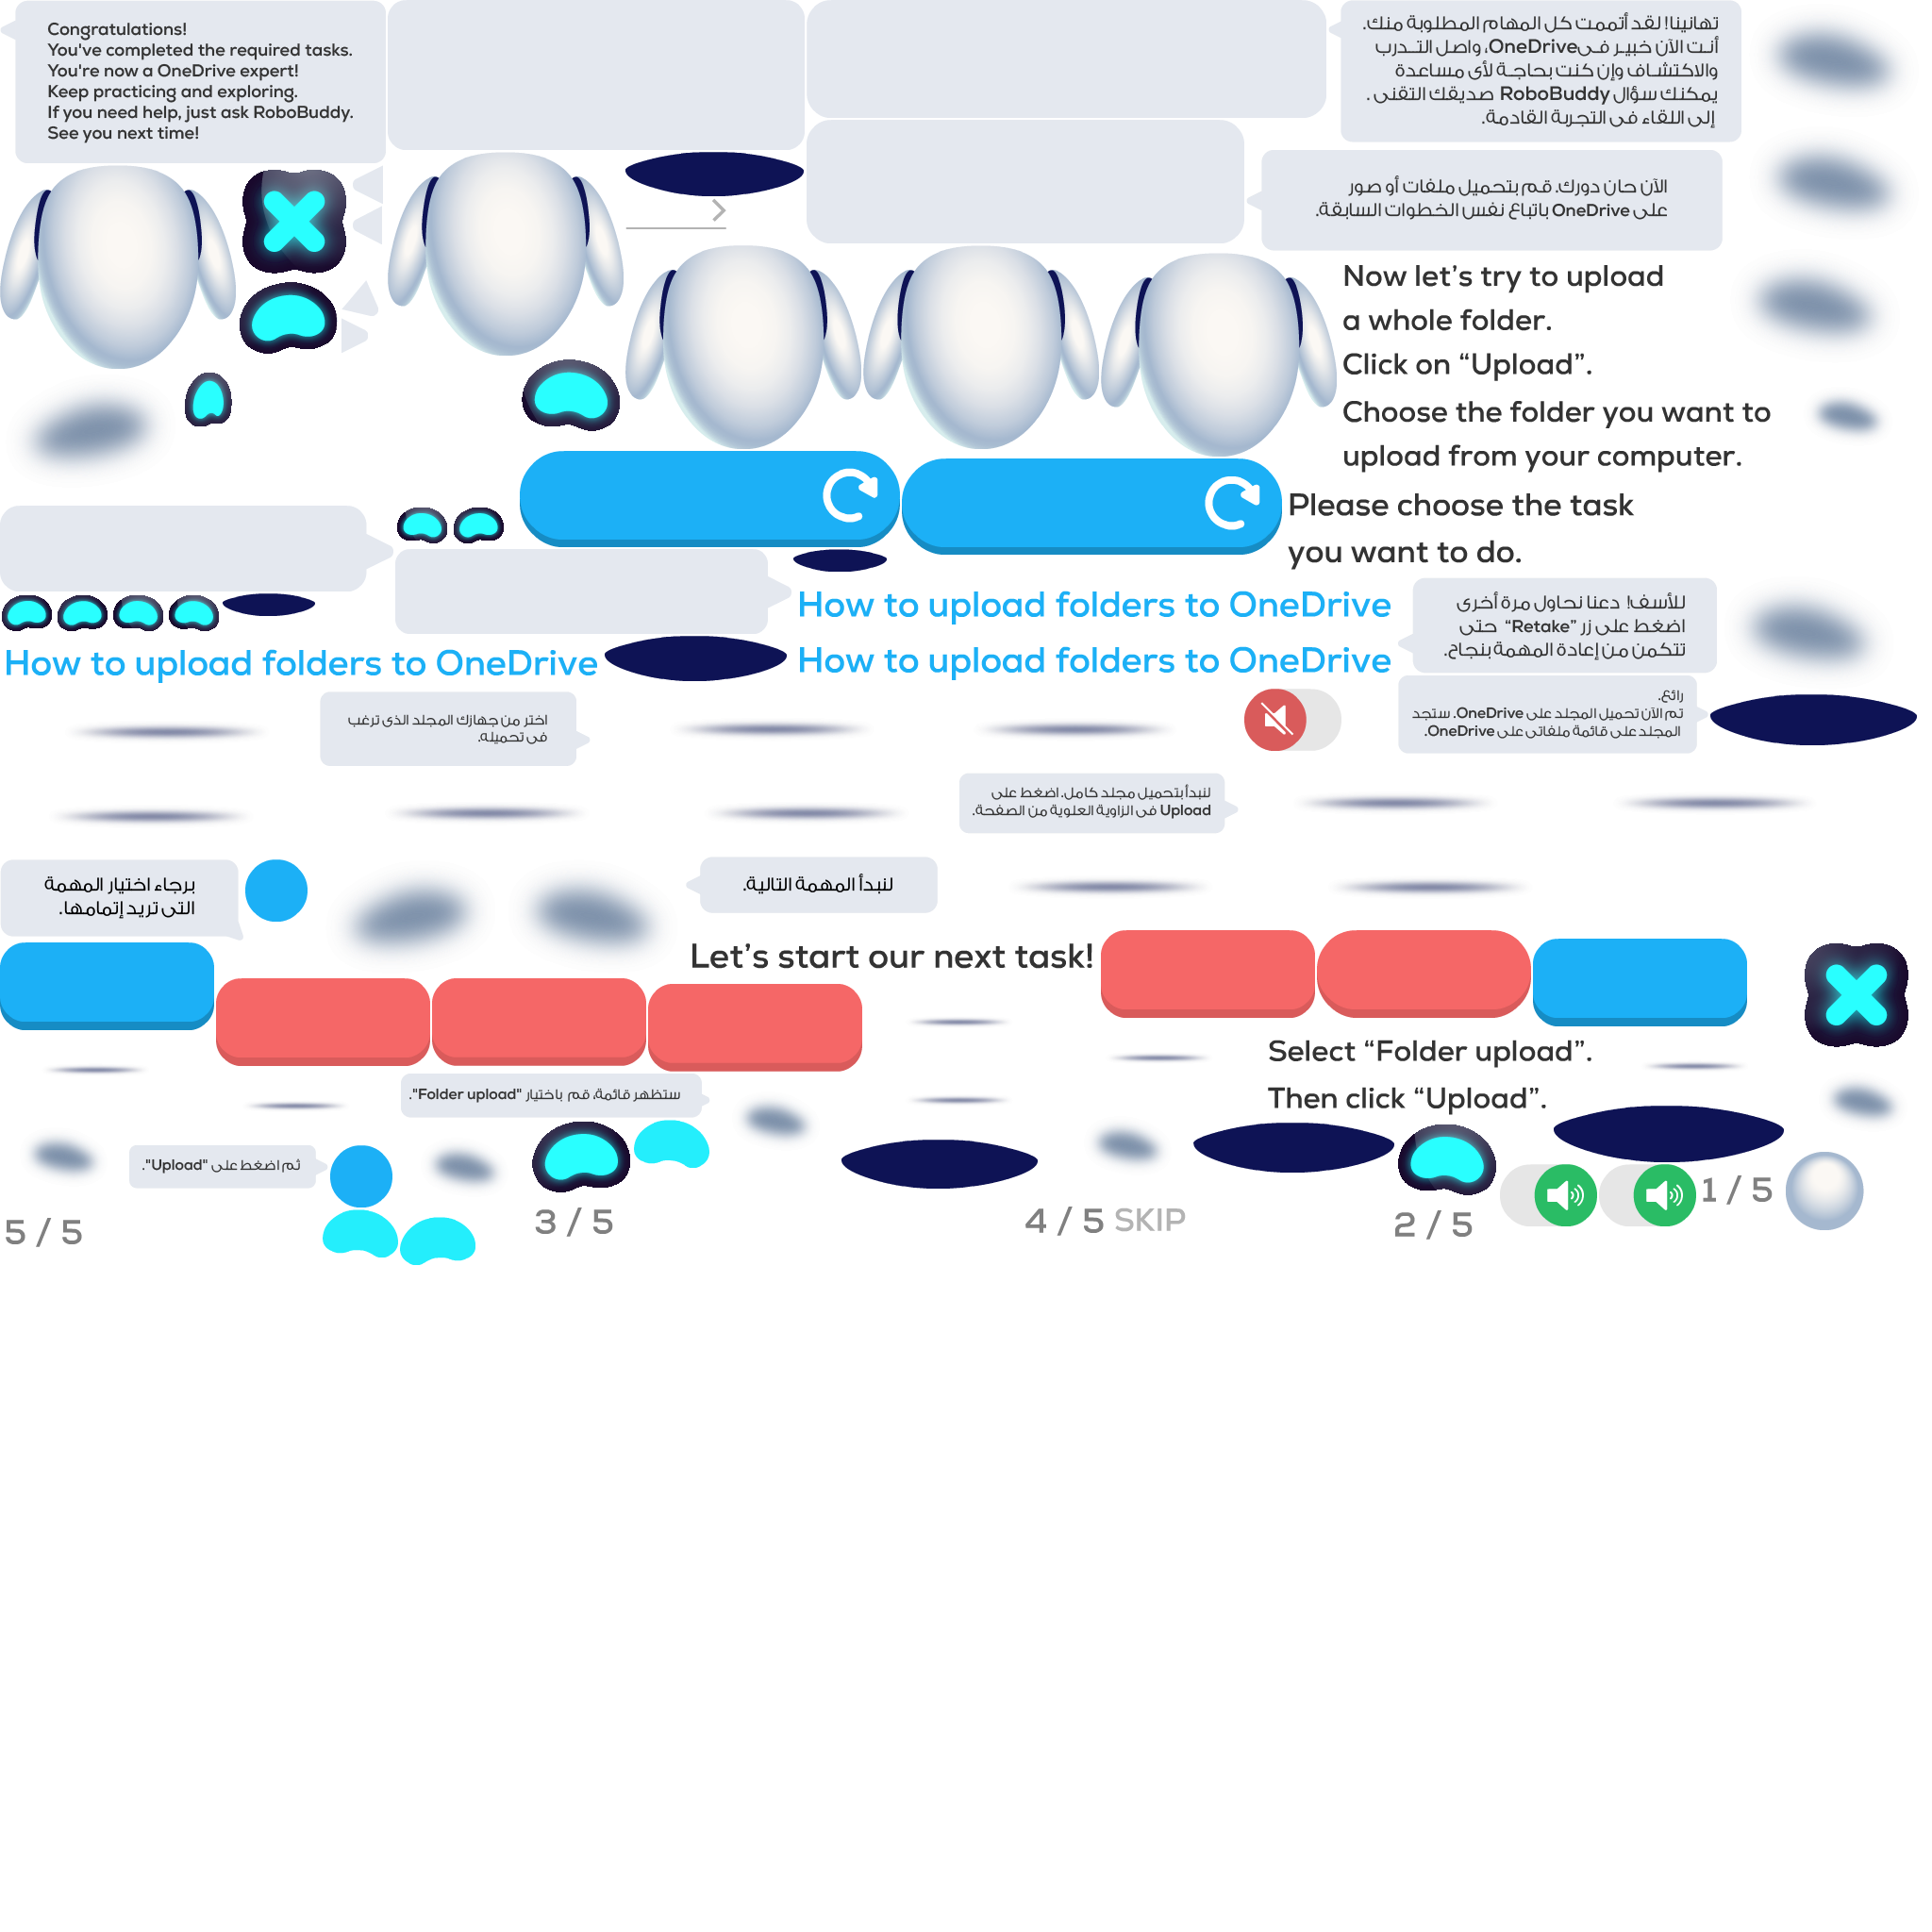 Congratulations!
You've completed the required tasks.
You're now a OneDrive expert!
Keep practicing and exploring.
If you need help, just ask RoboBuddy.
See you next time!
تهانينا! لقد أتممت كل المهام المطلوبة منك.
أنت الآن خبير فى OneDrive، واصل التدرب
والاكتشاف وإن كنت بحاجة لأى مساعدة
يمكنك سؤال RoboBuddy صديقك التقنى .
إلى اللقاء فى التجربة القادمة.
الآن حان دورك. قم بتحميل ملفات أو صور
على OneDrive باتباع نفس الخطوات السابقة.
Now let’s try to upload
a whole folder.
Click on “Upload”.
Choose the folder you want to
upload from your computer.
Please choose the task
you want to do.
How to upload folders to OneDrive
للأسف! دعنا نحاول مرة أخرى
اضغط على زر “Retake” حتى
تتكمن من إعادة المهمة بنجاح.
How to upload folders to OneDrive
How to upload folders to OneDrive
رائع.
تم الآن تحميل المجلد على OneDrive. ستجد
المجلد على قائمة ملفاتى على OneDrive.
اختر من جهازك المجلد الذى ترغب
فى تحميله.
لنبدأ بتحميل مجلد كامل. اضغط على
Upload فى الزاوية العلوية من الصفحة.
برجاء اختيار المهمة
التى تريد إتمامها.
لنبدأ المهمة التالية.
Let’s start our next task!
Select “Folder upload”.
Then click “Upload”.
ستظهر قائمة، قم باختيار "Folder upload".
ثم اضغط على "Upload".
5 / 5
3 / 5
4 / 5
SKIP
2 / 5
1 / 5